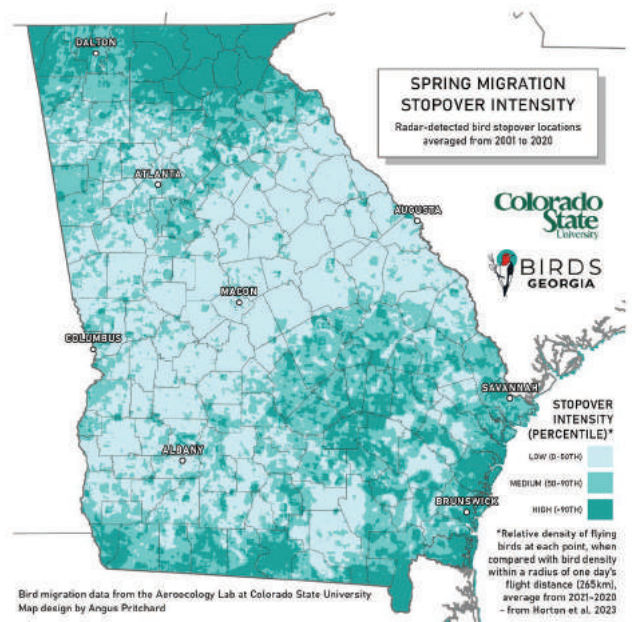 DALTON
SPRING MIGRATION
STOPOVER INTENSITY
Radar-detected bird stopover locations
averaged from 2001 to 2020
ATLANTA
AUGUSTA
Colorado
State
University
BIRDS
GEORGIA
MACON
COLUMBUS
SAVANNAH
STOPOVER
INTENSITY
(PERCENTILE)*
LOW (0-50TH)
ALBANY
MEDIUM (50-90TH)
BRUNSWICK
HIGH (>90TH)
*Relative density of flying
birds at each point, when
compared with bird density
within a radius of one day's
flight distance (265km),
average from 2021-2020
- from Horton et al. 2023
Bird migration data from the Aeroecology Lab at Colorado State University
Map design by Angus Pritchard